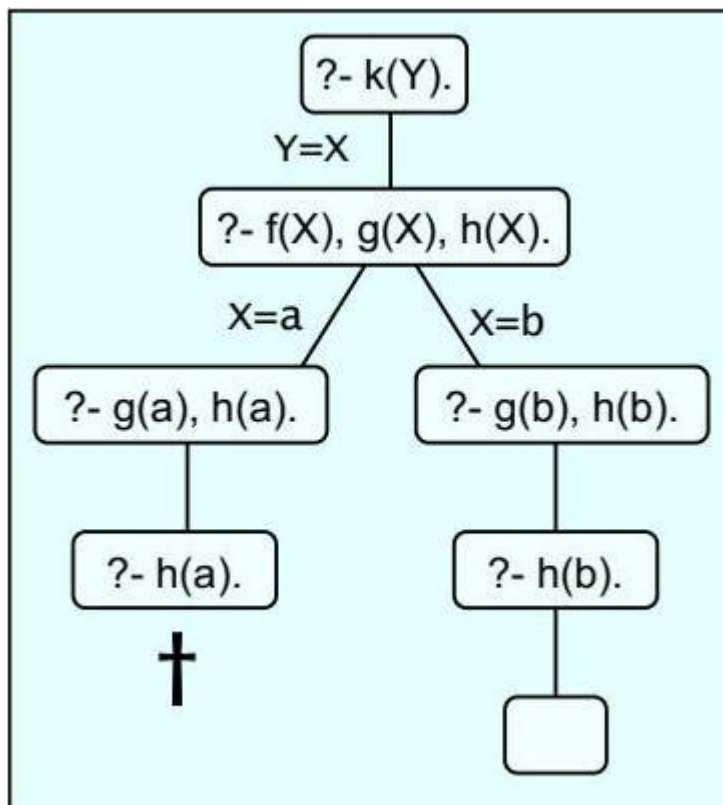 ?- k(Y).
Y=X
?- f(X), g(X), h(X).
X=a
X=b
?- g(a), h(a).
?- g(b), h(b).
?- h(a).
?- h(b).
†